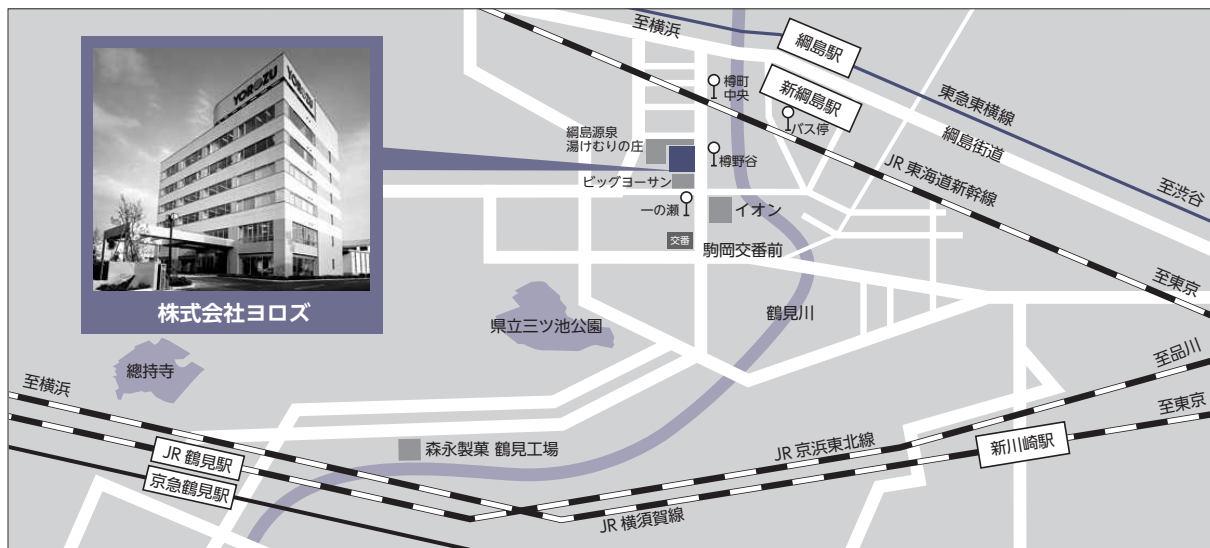 至横浜
綱島駅
YOROZU
YOROZU
樽町
中央
新綱島駅
バス停
東急東横線
綱島街道
綱島源泉
湯けむりの庄
樽野谷
JR 東海道新幹線
ビッグヨーサン
至渋谷
一の瀬
イオン
交番
駒岡交番前
至東京
株式会社ヨロズ
県立三ツ池公園
鶴見川
總持寺
至横浜
至品川
至東京
森永製菓 鶴見工場
JR 京浜東北線
新川崎駅
JR 鶴見駅
京急鶴見駅
JR 横須賀線